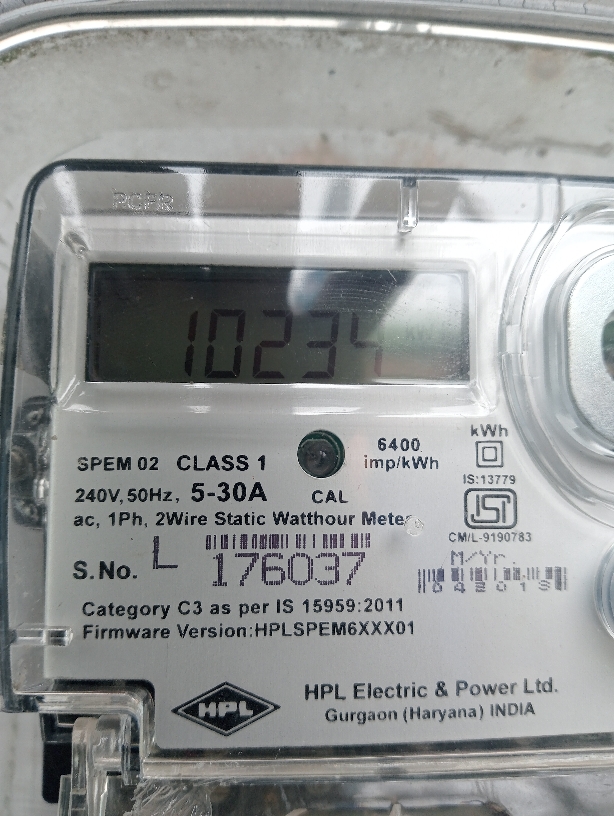 PCPR
10234
6400
imp/kWh
kWh
SPEM 02 CLASS 1
240V, 50Hz, 5-30A
CAL
IS:13779
ISI
ac, 1Ph, 2Wire Static Watthour Meter
CM/L-9190783
S.No. L 176037
M/Yr.
Category C3 as per IS 15959:2011
Firmware Version:HPLSPEM6XXX01
HPL
HPL Electric & Power Ltd.
Gurgaon (Haryana) INDIA